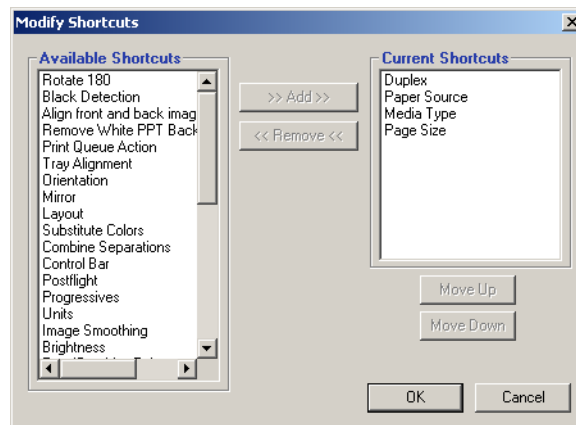 Modify Shortcuts
Available Shortcuts
Rotate 180
Black Detection
Align front and back imag
Remove White PPT Back
Print Queue Action
Tray Alignment
Orientation
Mirror
Layout
Substitute Colors
Combine Separations
Control Bar
Postflight
Progressives
Units
Image Smoothing
Brightness
>> Add >>
<< Remove <<
Current Shortcuts
Duplex
Paper Source
Media Type
Page Size
Move Up
Move Down
OK
Cancel